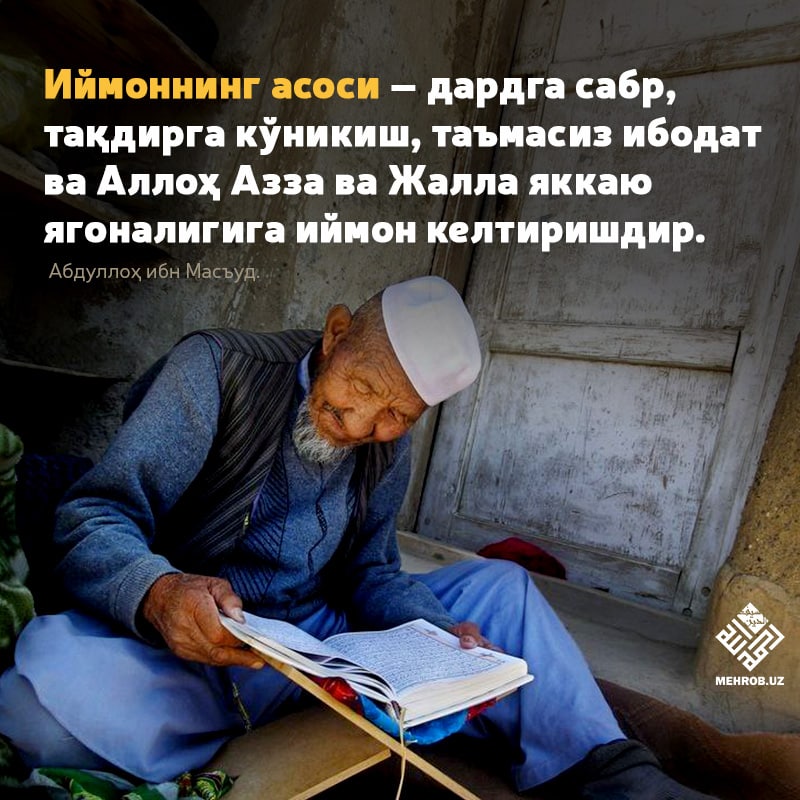 Иймоннинг асоси – дардга сабр,
тақдирга кўникиш, таъмасиз ибодат
ва Аллоҳ Азза ва Жалла яккаю
ягоналигига иймон келтиришдир.
Абдуллоҳ ибн Масъуд.
MEHROB.UZ